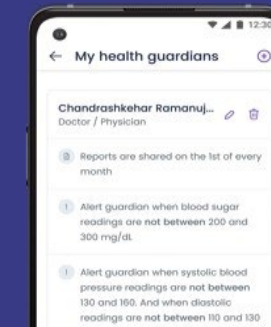 12:30
My health guardians
Chandrashkehar Ramanuj...
Doctor / Physician
Reports are shared on the 1st of every
month
Alert guardian when blood sugar
readings are not between 200 and
300 mg/dl.
Alert guardian when systolic blood
pressure readings are not between
130 and 160. And when diastolic
readings are not between 110 and 130